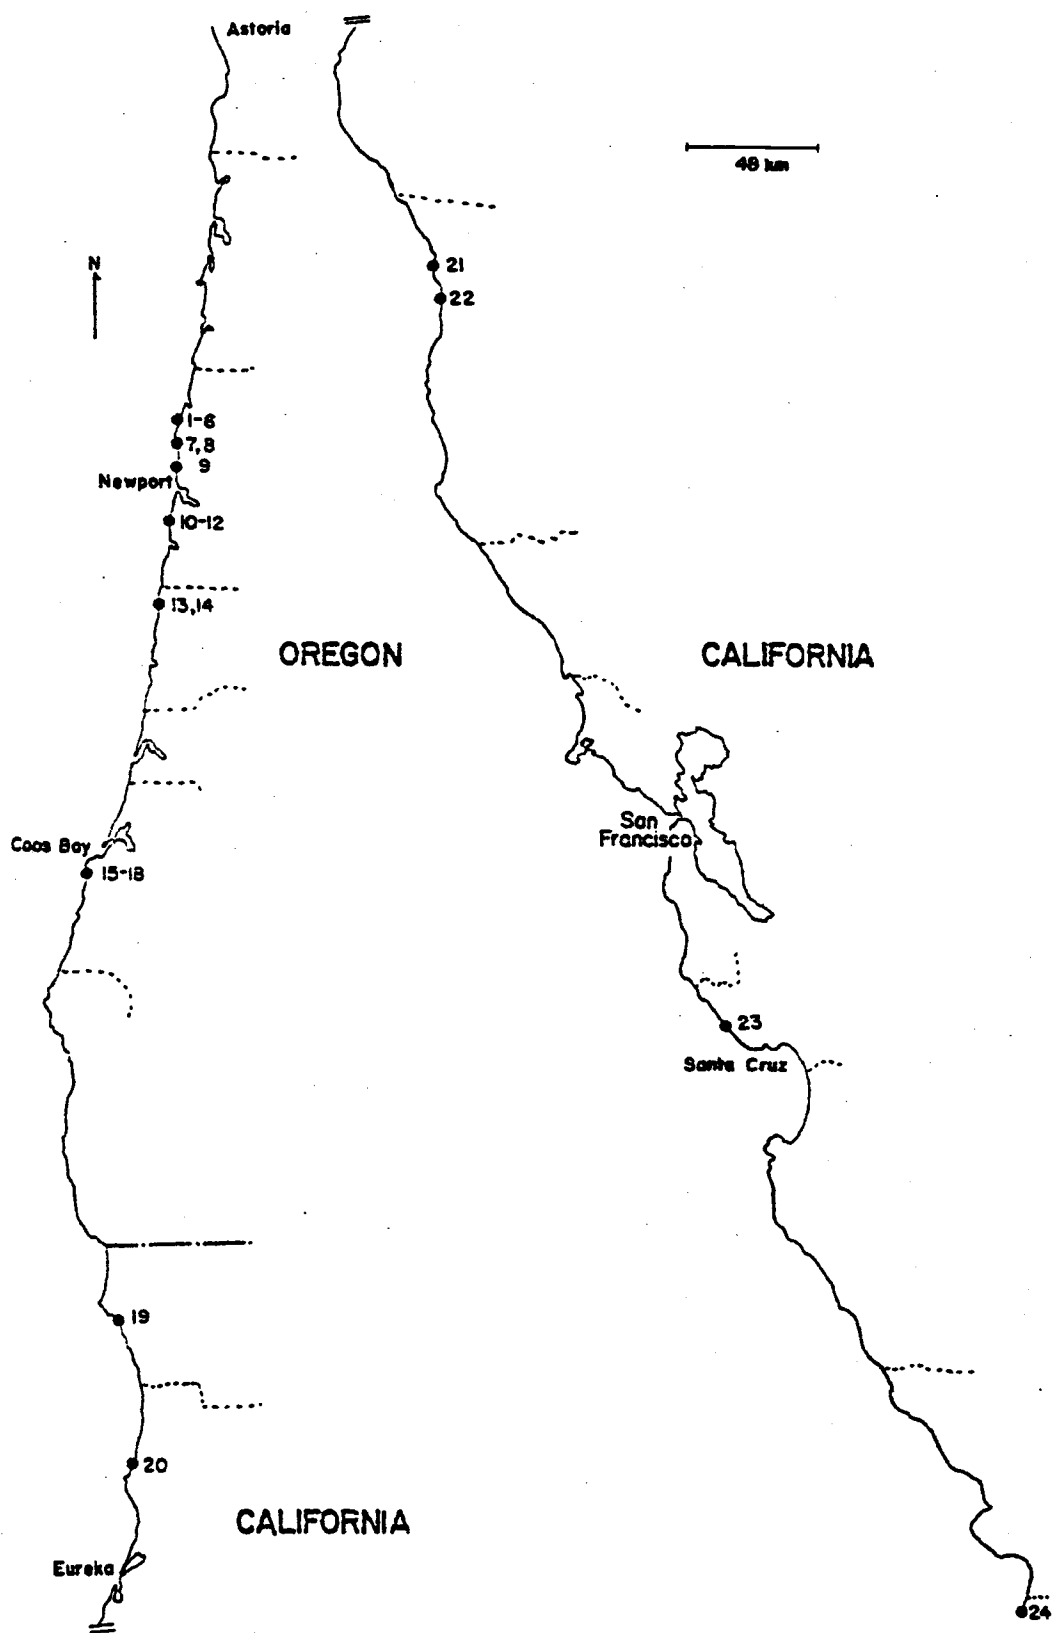 Astoria
48 km
N
21
22
1-6
7,8
9
Newport
10-12
13,14
OREGON
CALIFORNIA
San
Francisco
Coos Bay
15-18
23
Santa Cruz
19
20
CALIFORNIA
Eureka
24